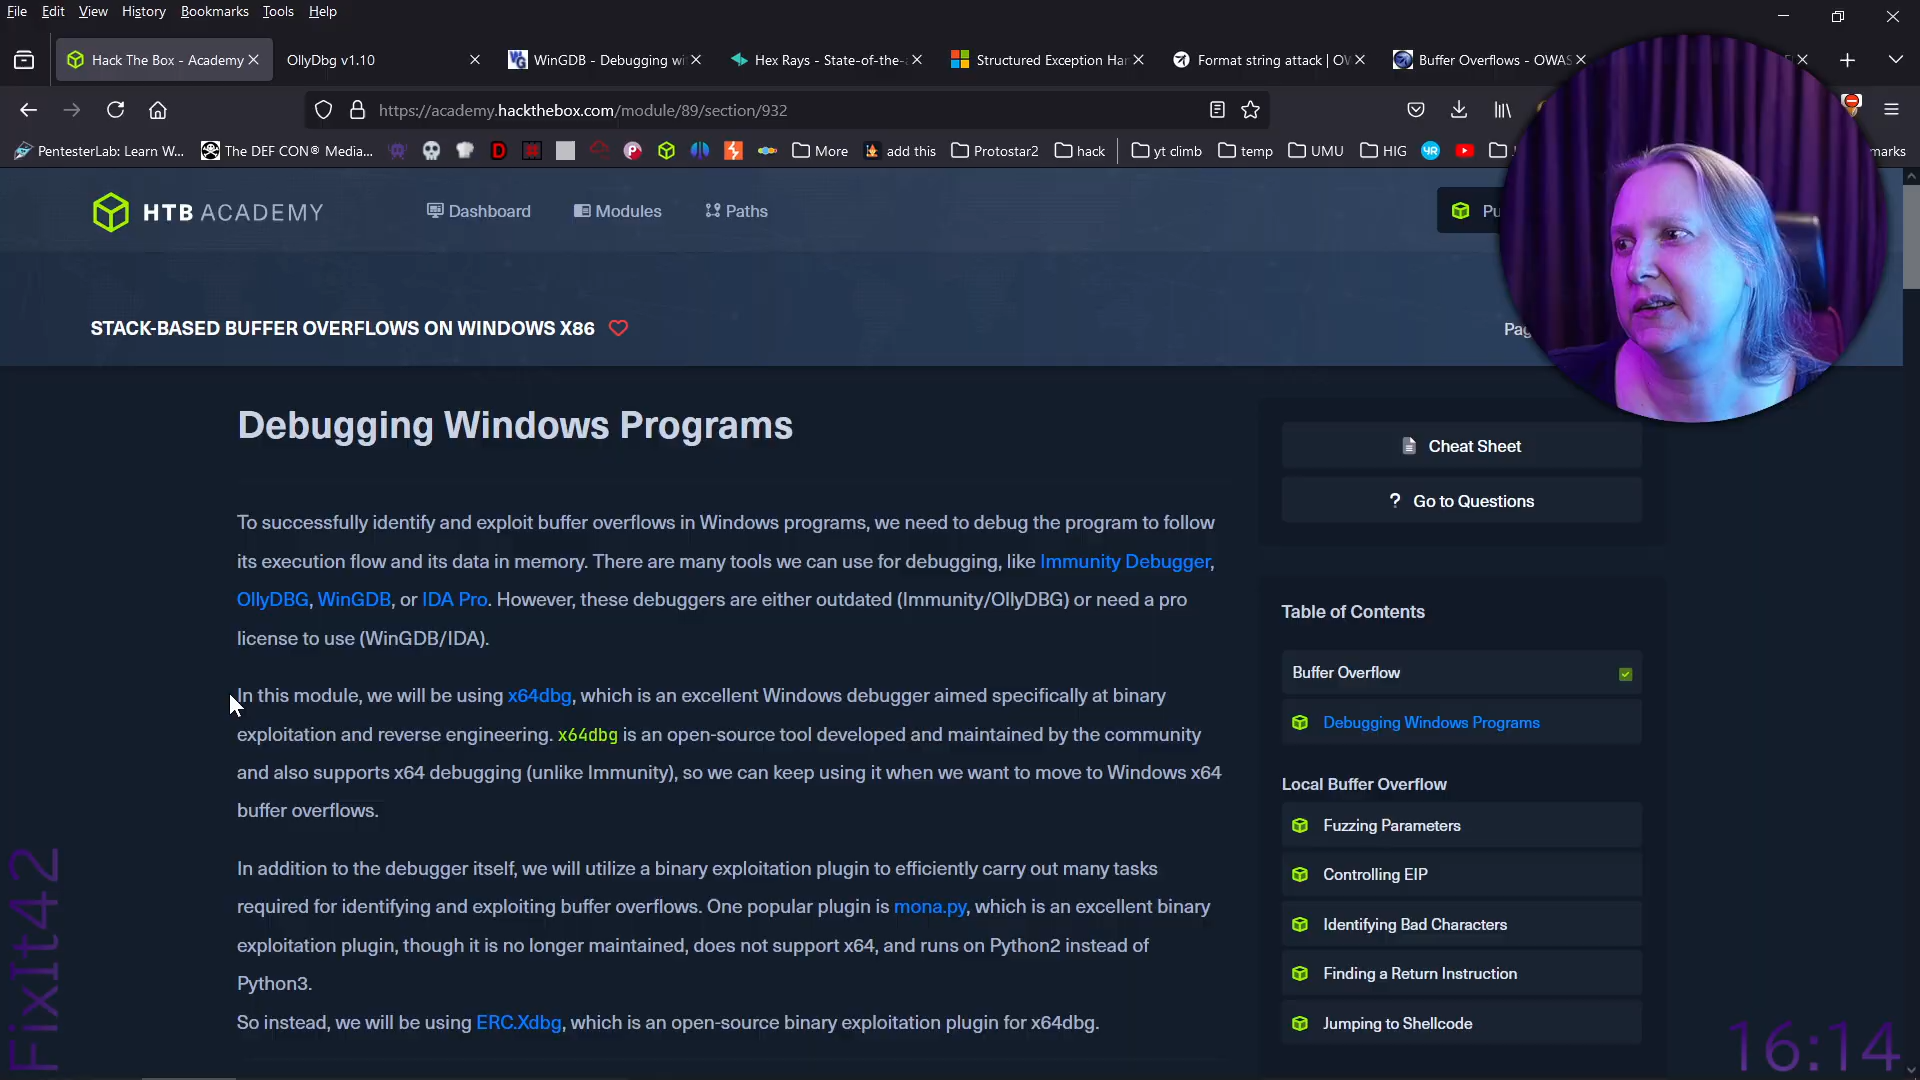 File Edit View History Bookmarks Tools Help
Hack The Box - Academy OllyDbg v1.10 WinGDB - Debugging wi Hex Rays - State-of-the- Structured Exception Har Format string attack | OW Buffer Overflows - OWAS
https://academy.hackthebox.com/module/89/section/932
PentesterLab: Learn W... The DEF CON® Media... More add this Protostar2 hack yt climb temp UMU HIG
HTB ACADEMY Dashboard Modules Paths
STACK-BASED BUFFER OVERFLOWS ON WINDOWS X86
Debugging Windows Programs
To successfully identify and exploit buffer overflows in Windows programs, we need to debug the program to follow
its execution flow and its data in memory. There are many tools we can use for debugging, like Immunity Debugger,
OllyDBG, WinGDB, or IDA Pro. However, these debuggers are either outdated (Immunity/OllyDBG) or need a pro
license to use (WinGDB/IDA).
In this module, we will be using x64dbg, which is an excellent Windows debugger aimed specifically at binary
exploitation and reverse engineering. x64dbg is an open-source tool developed and maintained by the community
and also supports x64 debugging (unlike Immunity), so we can keep using it when we want to move to Windows x64
buffer overflows.
In addition to the debugger itself, we will utilize a binary exploitation plugin to efficiently carry out many tasks
required for identifying and exploiting buffer overflows. One popular plugin is mona.py, which is an excellent binary
exploitation plugin, though it is no longer maintained, does not support x64, and runs on Python2 instead of
Python3.
So instead, we will be using ERC.Xdbg, which is an open-source binary exploitation plugin for x64dbg.
Cheat Sheet
? Go to Questions
Table of Contents
Buffer Overflow
Debugging Windows Programs
Local Buffer Overflow
Fuzzing Parameters
Controlling EIP
Identifying Bad Characters
Finding a Return Instruction
Jumping to Shellcode
FixIt42
16:14